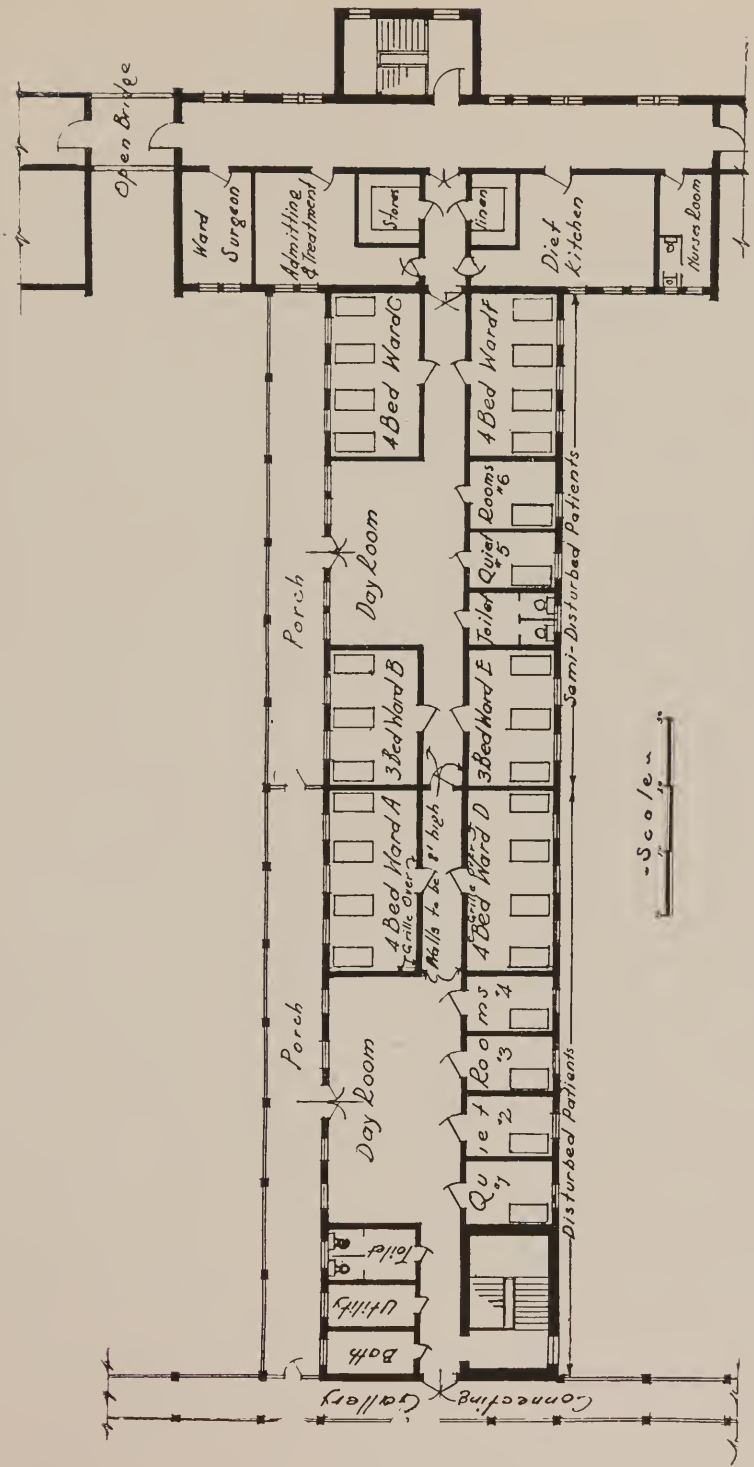 Open Bridge
Ward
Surgeon
Admitting
& Treatment
Stores
Linen
Diet
Kitchen
Nurses Room
4 Bed Ward C
4 Bed Ward F
Porch
Day Room
Rooms
#6
Quiet
#5
Toilet
3 Bed Ward B
3 Bed Ward E
Semi-Disturbed Patients
4 Bed Ward A
Grille Over
Walls to be 8' high
Grille Over
4 Bed Ward D
Porch
Day Room
Quiet Rooms
#1
#2
#3
#4
Disturbed Patients
Toilet
Utility
Bath
Connecting Gallery
-Scale-